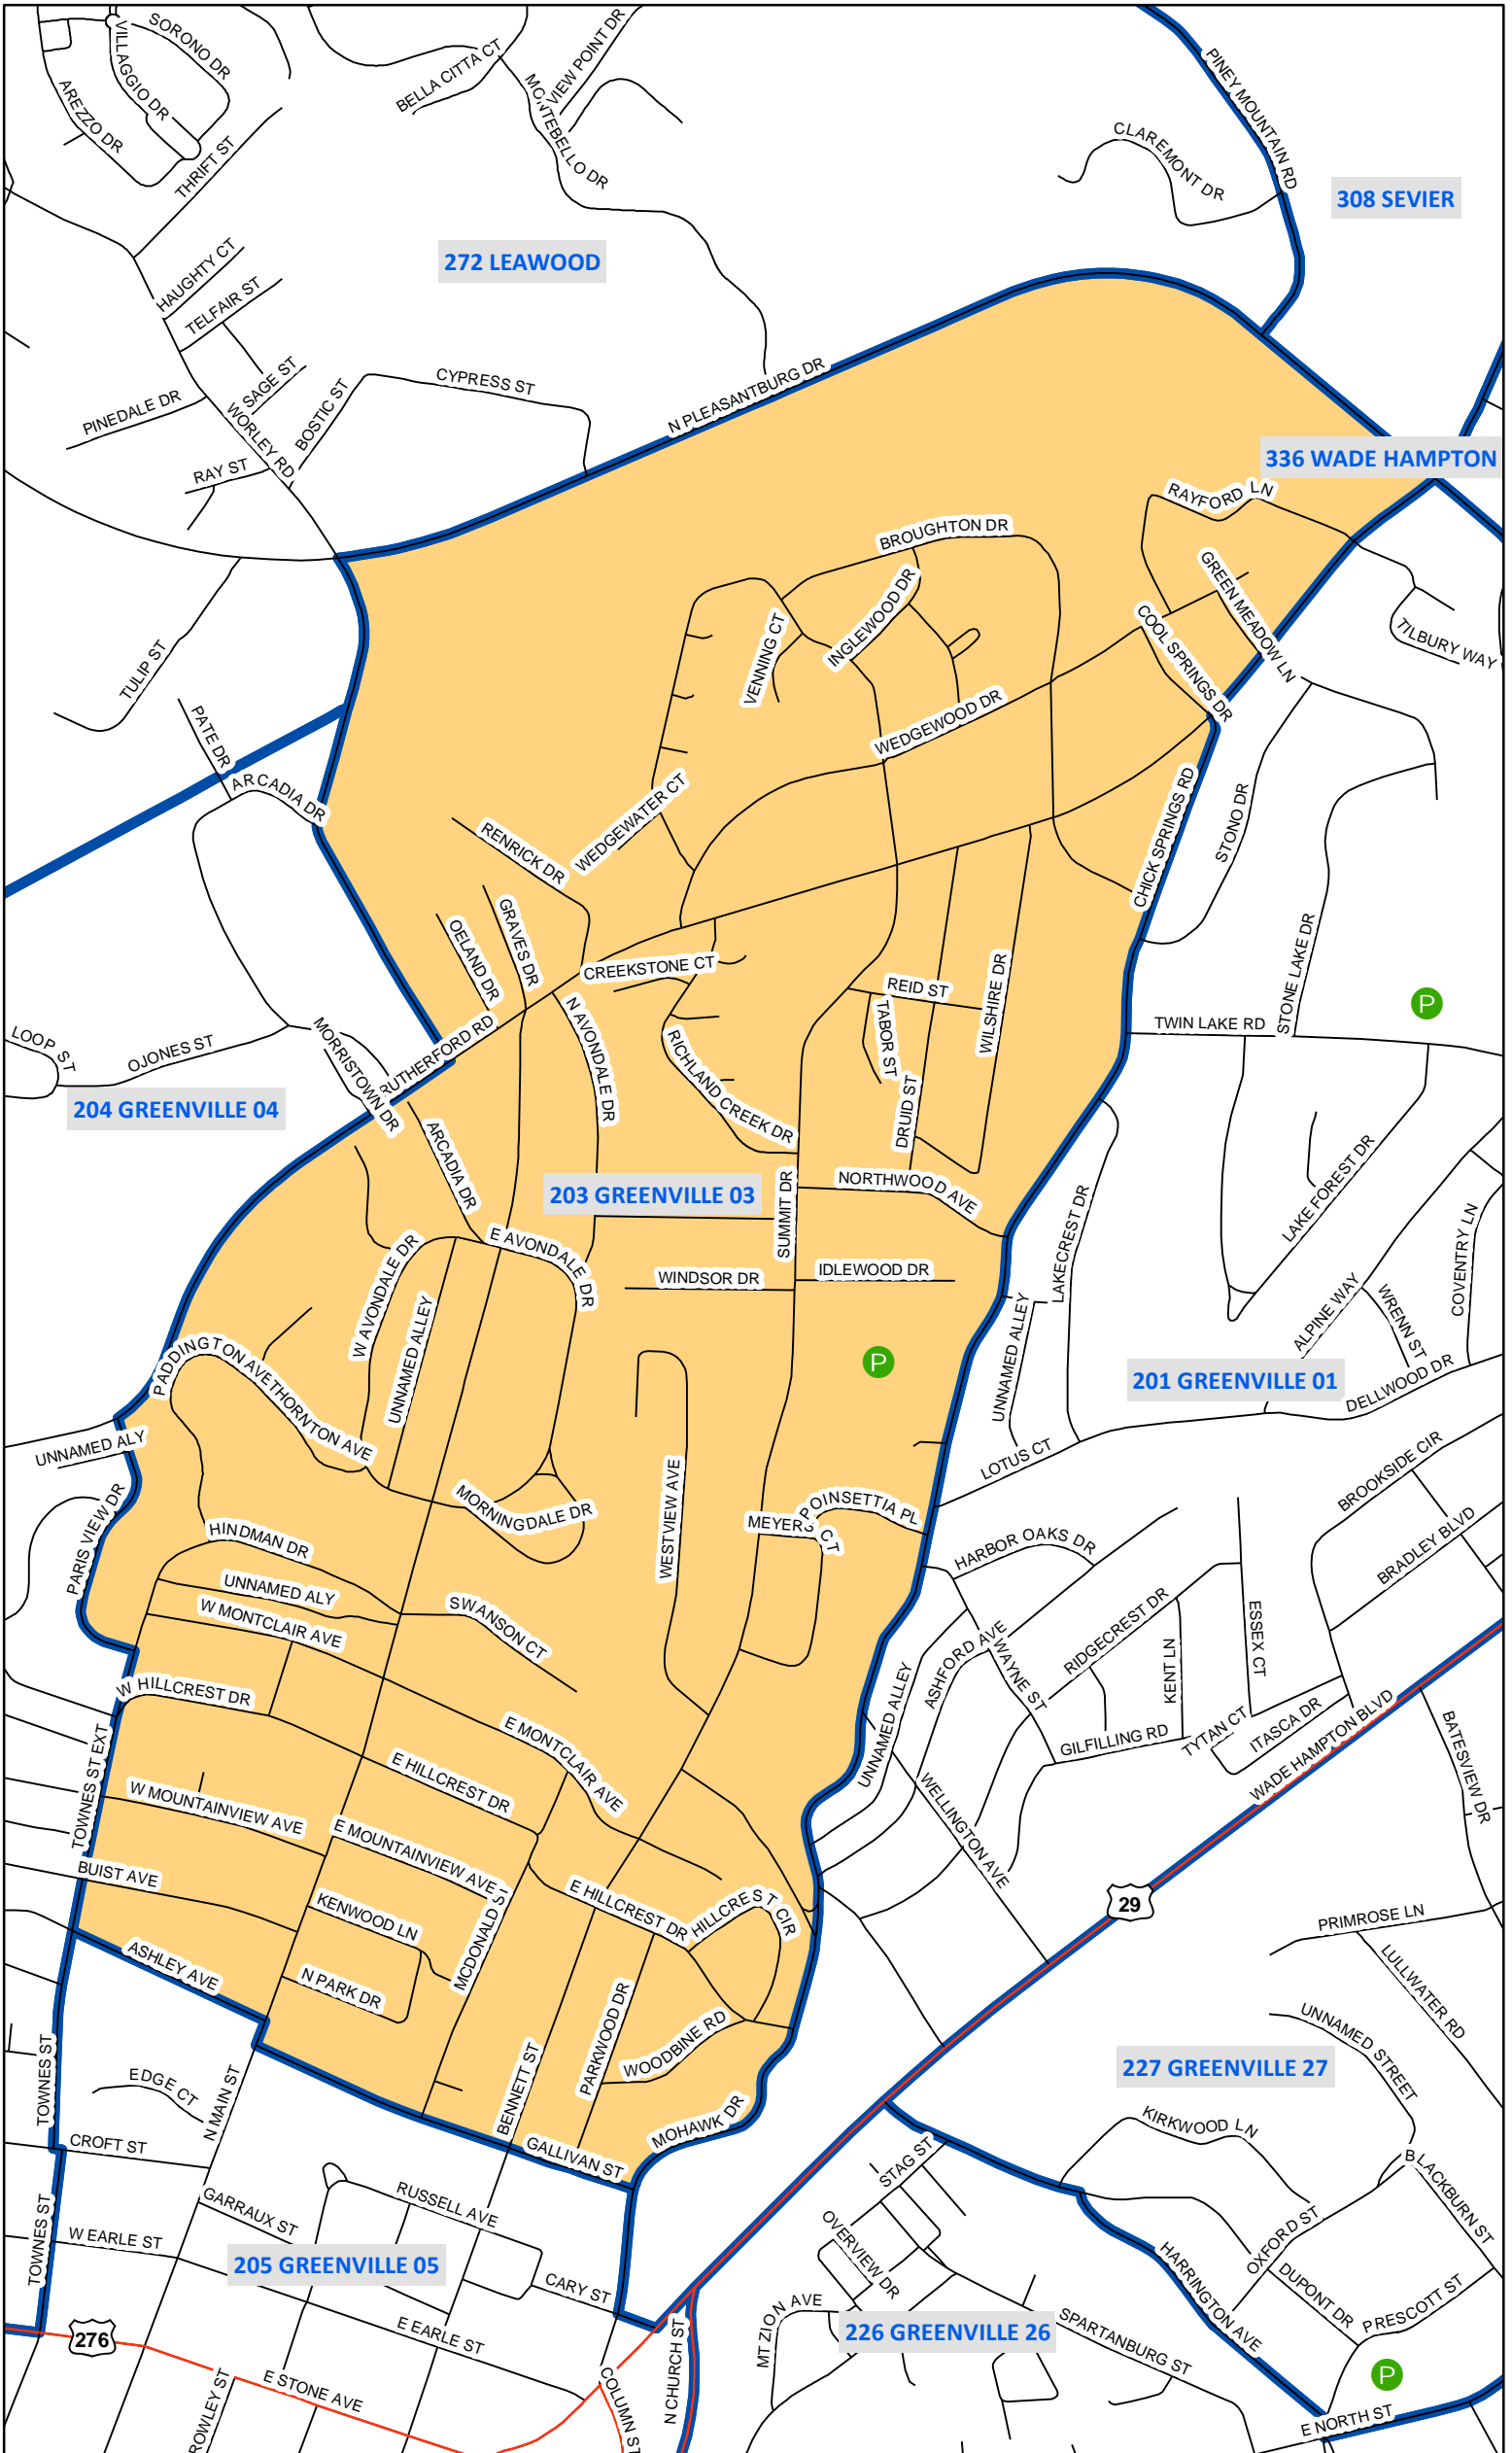 SORONO DR
VILLAGGIO DR
AREZZO DR
THRIFT ST
BELLA CITTA CT
VIEW POINT DR
MONTEBELLO DR
PINEY MOUNTAIN RD
CLAREMONT DR
308 SEVIER
272 LEAWOOD
HAUGHTY CT
TELFAIR ST
SAGE ST
BOSTIC ST
CYPRESS ST
PINEDALE DR
WORLEY RD
RAY ST
N PLEASANTBURG DR
336 WADE HAMPTON
RAYFORD LN
BROUGHTON DR
GREEN MEADOW LN
INGLEWOOD DR
VENNING CT
COOL SPRINGS DR
TILBURY WAY
TULIP ST
PATE DR
ARCADIA DR
WEDGEWOOD DR
WEDGEWATER CT
RENRICK DR
CHICK SPRINGS RD
STONO DR
GRAVES DR
OELAND DR
CREEKSTONE CT
REID ST
WILSHIRE DR
TABOR ST
STONE LAKE DR
P
TWIN LAKE RD
LOOP ST
OJONES ST
MORRISTOWN DR
RUTHERFORD RD
N AVONDALE DR
RICHLAND CREEK DR
DRUID ST
204 GREENVILLE 04
ARCADIA DR
203 GREENVILLE 03
SUMMIT DR
NORTHWOOD AVE
LAKECREST DR
LAKE FOREST DR
COVENTRY LN
W AVONDALE DR
E AVONDALE DR
WINDSOR DR
IDLEWOOD DR
UNNAMED ALLEY
UNNAMED ALLEY
ALPINE WAY
WRENN ST
P
PADDINGTON AVE
THORNTON AVE
201 GREENVILLE 01
DELLWOOD DR
UNNAMED ALY
LOTUS CT
BROOKSIDE CIR
PARIS VIEW DR
MORNINGDALE DR
WESTVIEW AVE
MEYERS CT
POINSETTIA PL
HINDMAN DR
HARBOR OAKS DR
BRADLEY BLVD
UNNAMED ALY
W MONTCLAIR AVE
SWANSON CT
ASHFORD AVE
WAYNE ST
RIDGECREST DR
KENT LN
ESSEX CT
W HILLCREST DR
E MONTCLAIR AVE
UNNAMED ALLEY
GILFILLING RD
TYTAN CT
ITASCA DR
WADE HAMPTON BLVD
BATESVIEW DR
TOWNES ST EXT
E HILLCREST DR
W MOUNTAINVIEW AVE
E MOUNTAINVIEW AVE
WELLINGTON AVE
BUIST AVE
KENWOOD LN
MCDONALD ST
E HILLCREST DR
HILLCREST CIR
29
PRIMROSE LN
LULLWATER RD
ASHLEY AVE
N PARK DR
PARKWOOD DR
WOODBINE RD
UNNAMED STREET
TOWNES ST
EDGE CT
N MAIN ST
BENNETT ST
227 GREENVILLE 27
MOHAWK DR
KIRKWOOD LN
CROFT ST
GALLIVAN ST
STAG ST
BLACKBURN ST
TOWNES ST
GARRAUX ST
RUSSELL AVE
OVERVIEW DR
OXFORD ST
W EARLE ST
205 GREENVILLE 05
CARY ST
HARRINGTON AVE
DUPONT DR
PRESCOTT ST
MT ZION AVE
226 GREENVILLE 26
SPARTANBURG ST
276
E EARLE ST
N CHURCH ST
P
E STONE AVE
ROWLEY ST
COLUMN ST
E NORTH ST